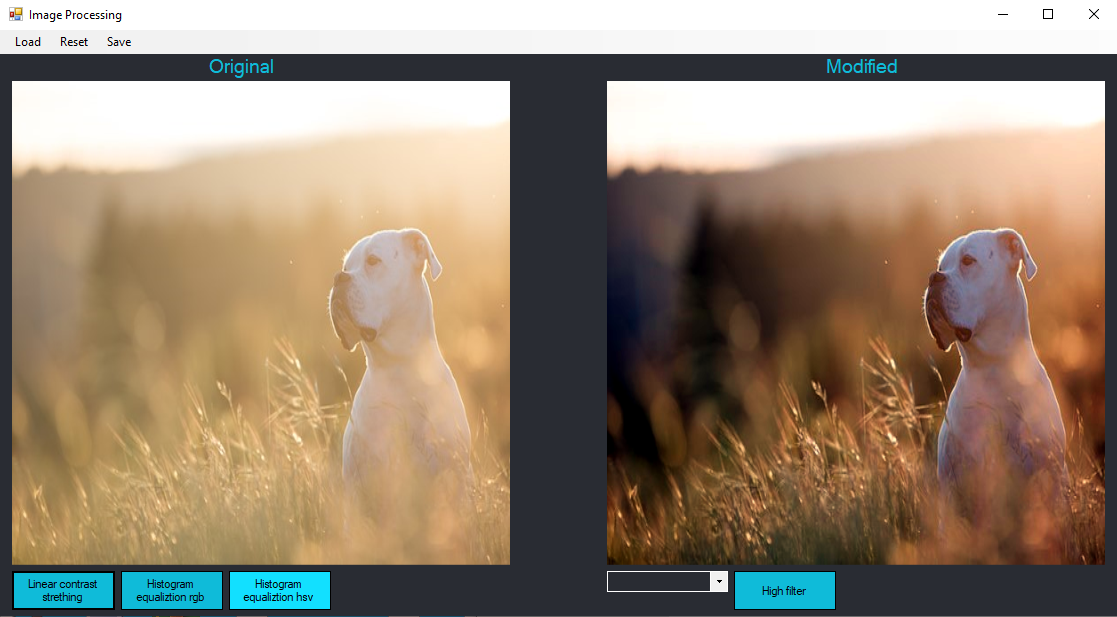 Image Processing
Load Reset Save
Original
Modified
Linear contrast
strething
Histogram
equaliztion rgb
Histogram
equaliztion hsv
High filter